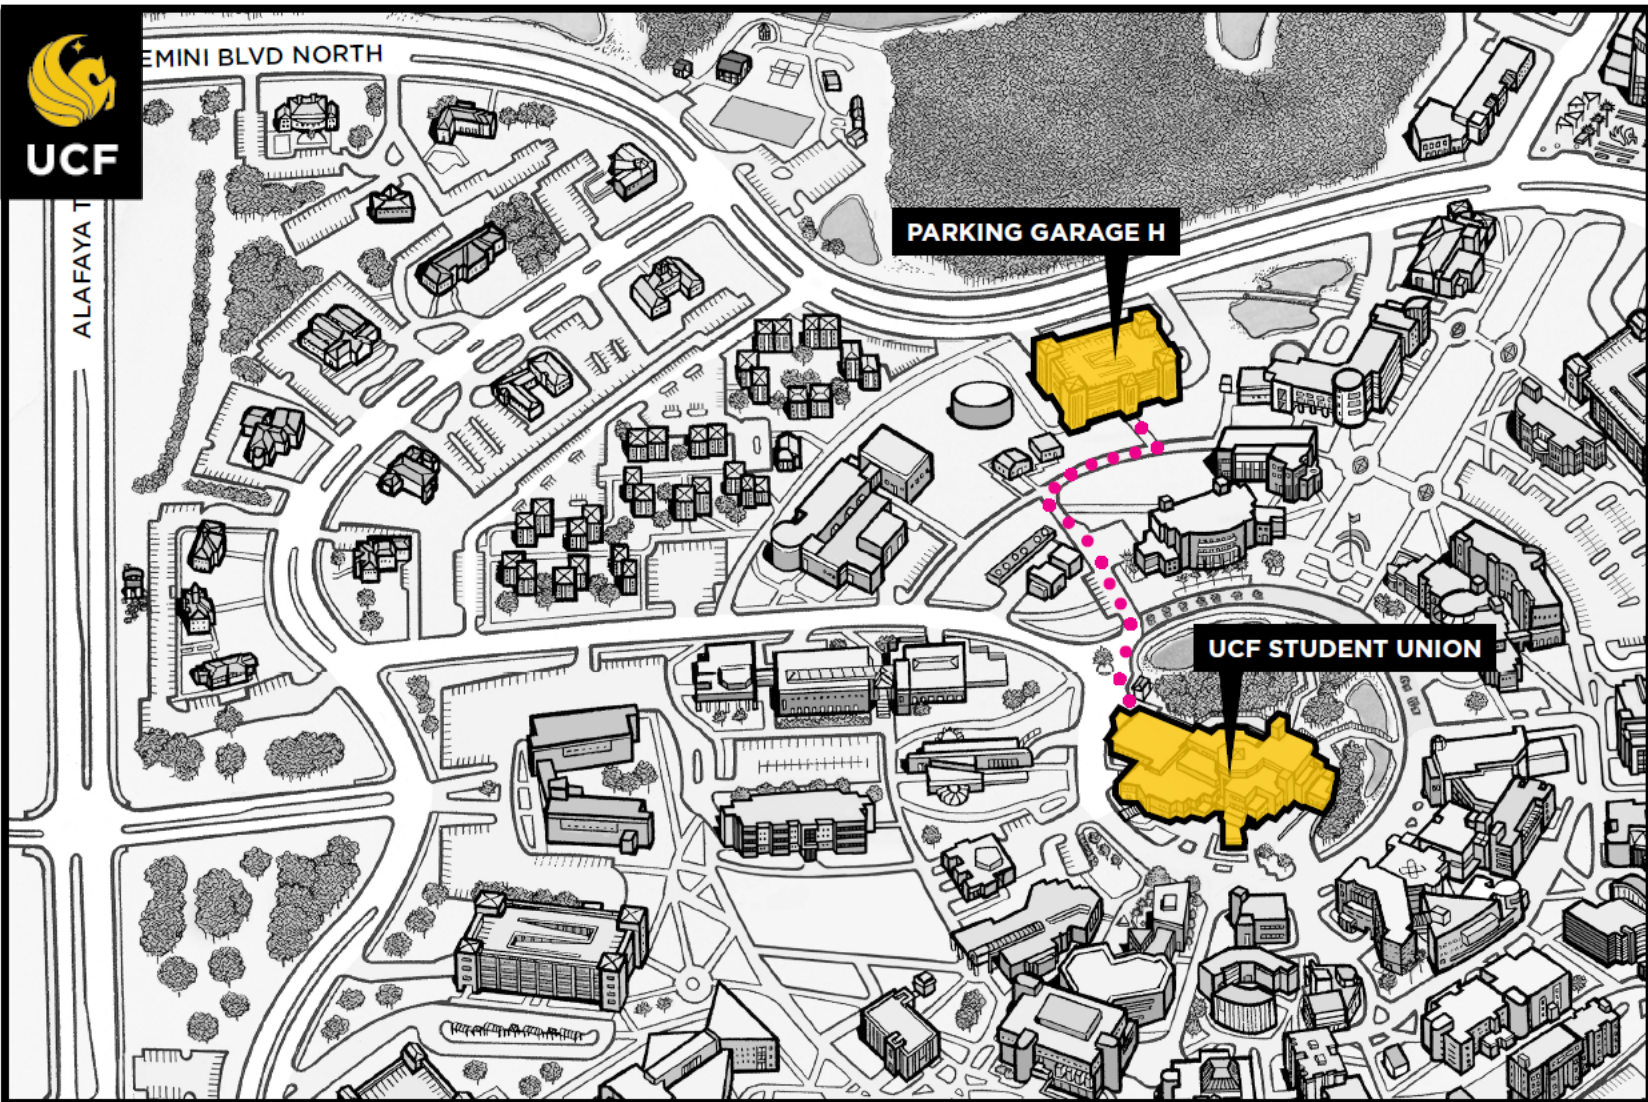 EMINI BLVD NORTH
UCF
ALAFAYA T
PARKING GARAGE H
UCF STUDENT UNION